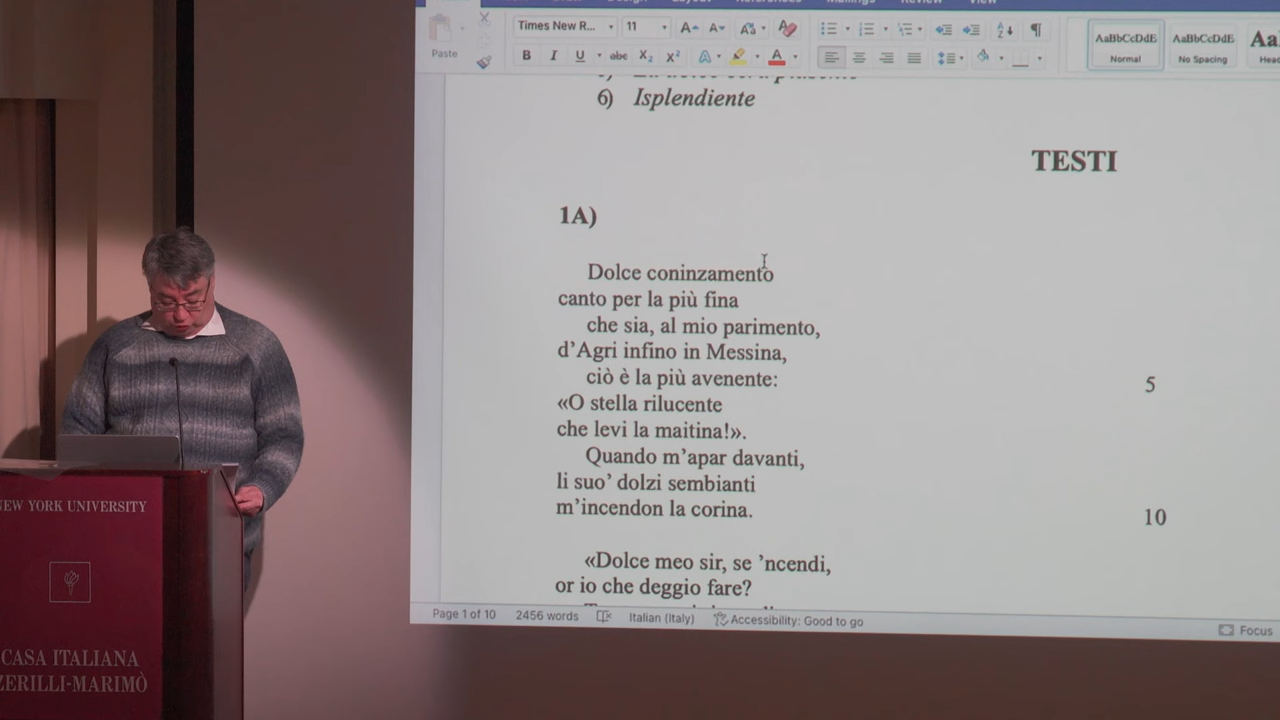 Mailings
Review
View
Times New R...
11
Paste
AaBbCcDdE
AaBbCcDdE
Normal
No Spacing
6) Isplendiente
TESTI
1A)
Dolce coninzamento
canto per la più fina
che sia, al mio parimento,
d'Agri infino in Messina,
ciò è la più avenente: 5
«O stella rilucente
che levi la maitina!».
Quando m'apar davanti,
li suo' dolzi sembianti
m'incendon la corina. 10
«Dolce meo sir, se 'ncendi,
or io che deggio fare?
Page 1 of 10 2456 words Italian (Italy) Accessibility: Good to go Focus
NEW YORK UNIVERSITY
CASA ITALIANA
ZERILLI-MARIMÒ